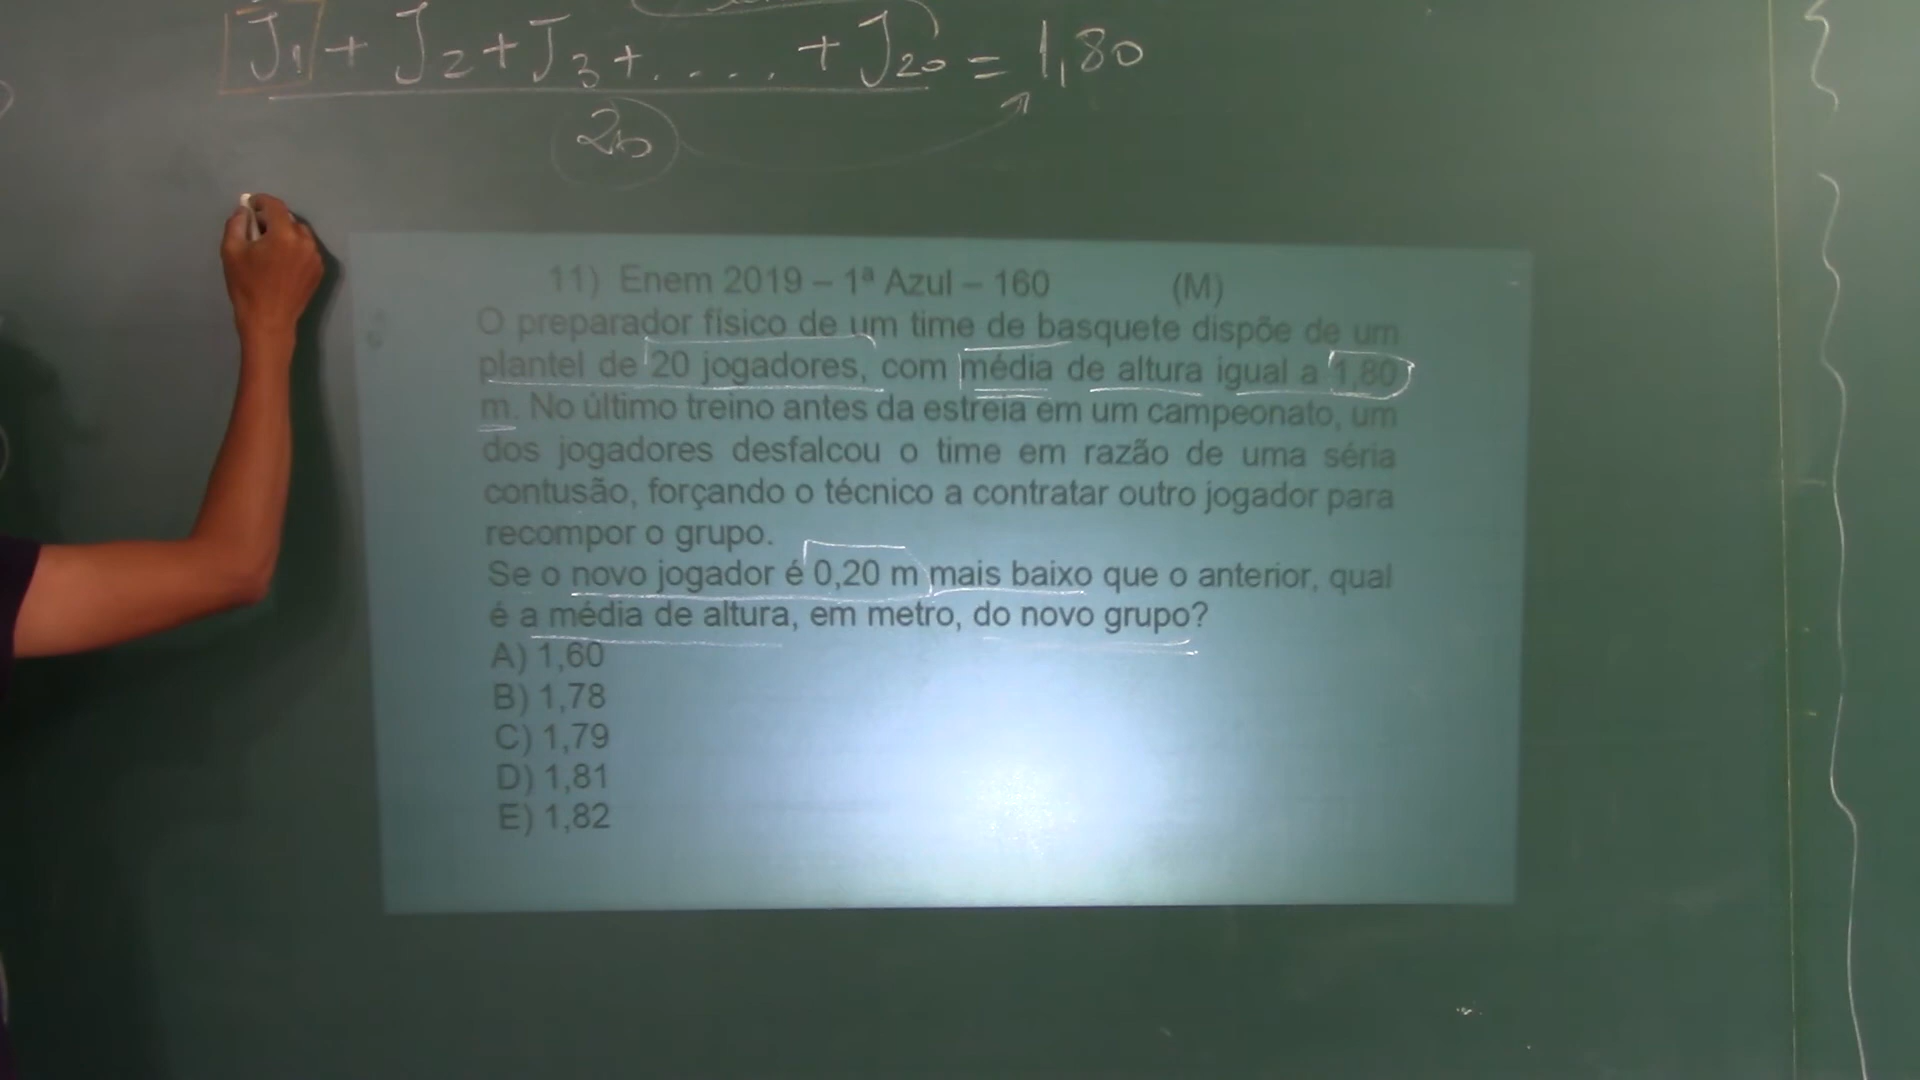 J1 + J2 + J3 + . . . . + J20 = 1,80
20
11) Enem 2019 – 1ª Azul – 160 (M)
O preparador físico de um time de basquete dispõe de um
plantel de 20 jogadores, com média de altura igual a 1,80
m. No último treino antes da estreia em um campeonato, um
dos jogadores desfalcou o time em razão de uma séria
contusão, forçando o técnico a contratar outro jogador para
recompor o grupo.
Se o novo jogador é 0,20 m mais baixo que o anterior, qual
é a média de altura, em metro, do novo grupo?
A) 1,60
B) 1,78
C) 1,79
D) 1,81
E) 1,82